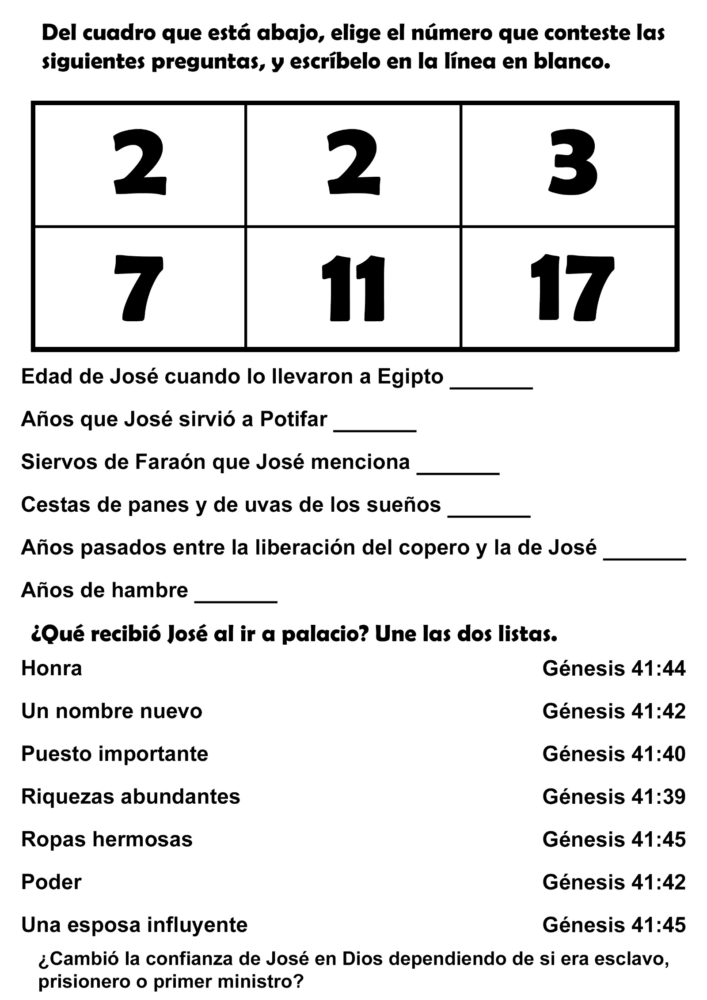 Del cuadro que está abajo, elige el número que conteste las
siguientes preguntas, y escríbelo en la línea en blanco.
2 2 3
7 11 17
Edad de José cuando lo llevaron a Egipto _______
Años que José sirvió a Potifar _______
Siervos de Faraón que José menciona _______
Cestas de panes y de uvas de los sueños _______
Años pasados entre la liberación del copero y la de José _______
Años de hambre _______
¿Qué recibió José al ir a palacio? Une las dos listas.
Honra Génesis 41:44
Un nombre nuevo Génesis 41:42
Puesto importante Génesis 41:40
Riquezas abundantes Génesis 41:39
Ropas hermosas Génesis 41:45
Poder Génesis 41:42
Una esposa influyente Génesis 41:45
¿Cambió la confianza de José en Dios dependiendo de si era esclavo,
prisionero o primer ministro?